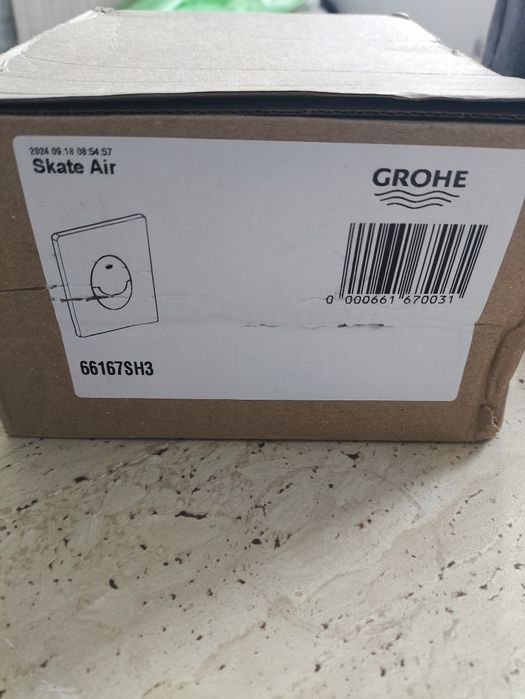 2024.09.18 08:54:57
Skate Air
GROHE
0 000661 670031
66167SH3